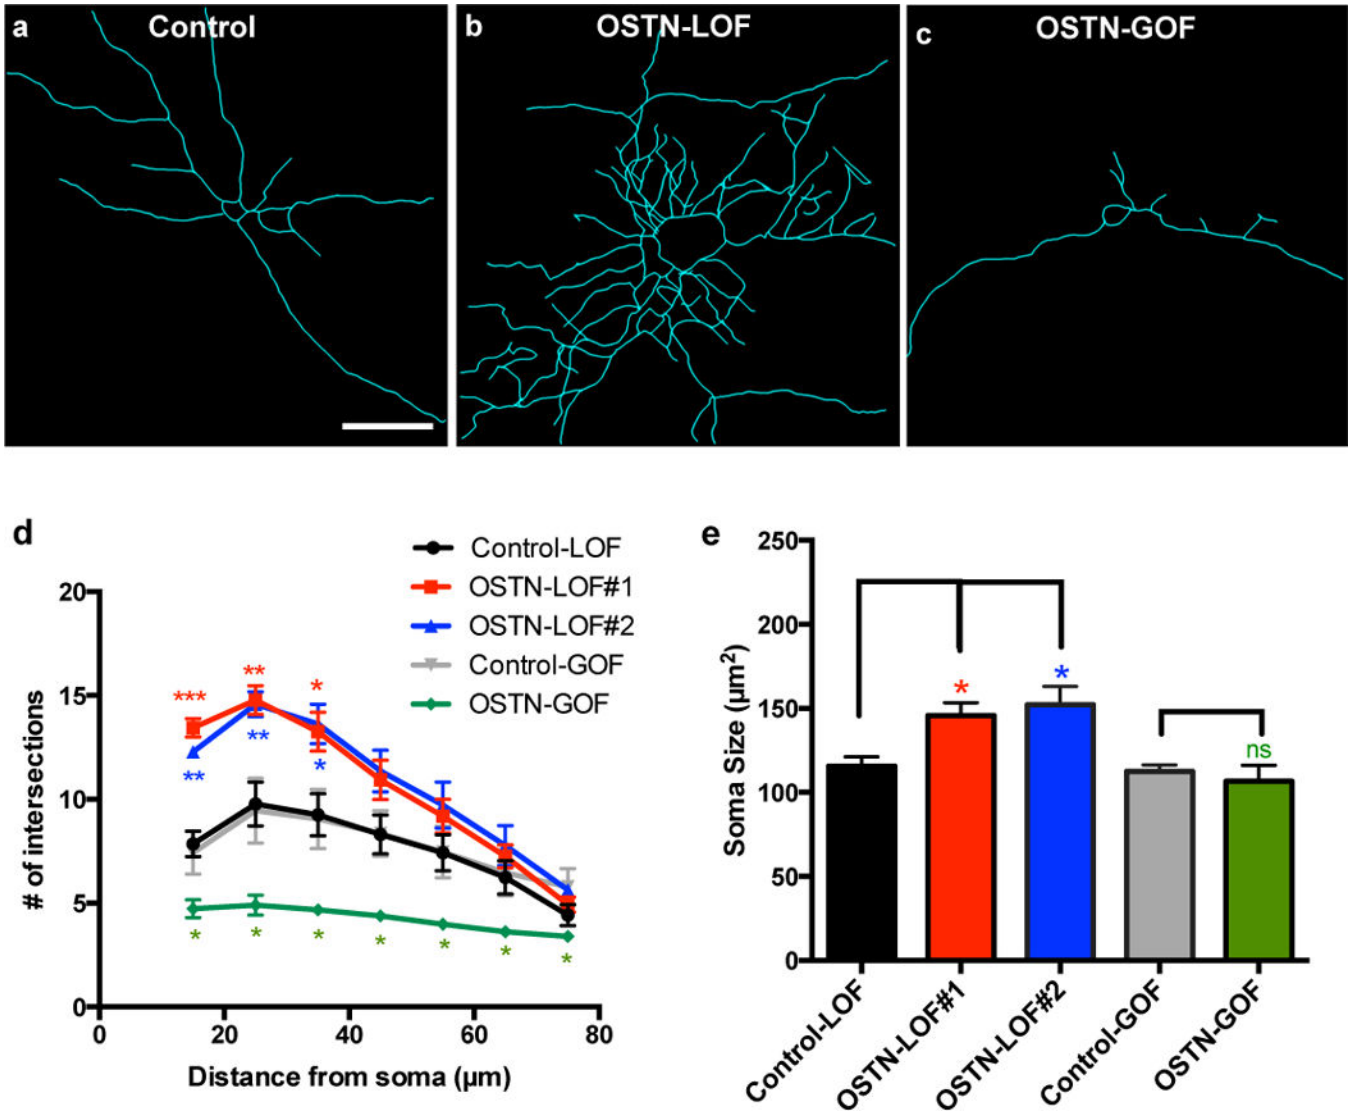 a Control
b OSTN-LOF
c OSTN-GOF
d
Control-LOF
OSTN-LOF#1
OSTN-LOF#2
Control-GOF
OSTN-GOF
# of intersections
20
15
10
5
0
*** ** *
** ** *
* * * * * * *
0 20 40 60 80
Distance from soma (µm)
e
Soma Size (µm²)
250
200
150
100
50
0
* * ns
Control-LOF
OSTN-LOF#1
OSTN-LOF#2
Control-GOF
OSTN-GOF